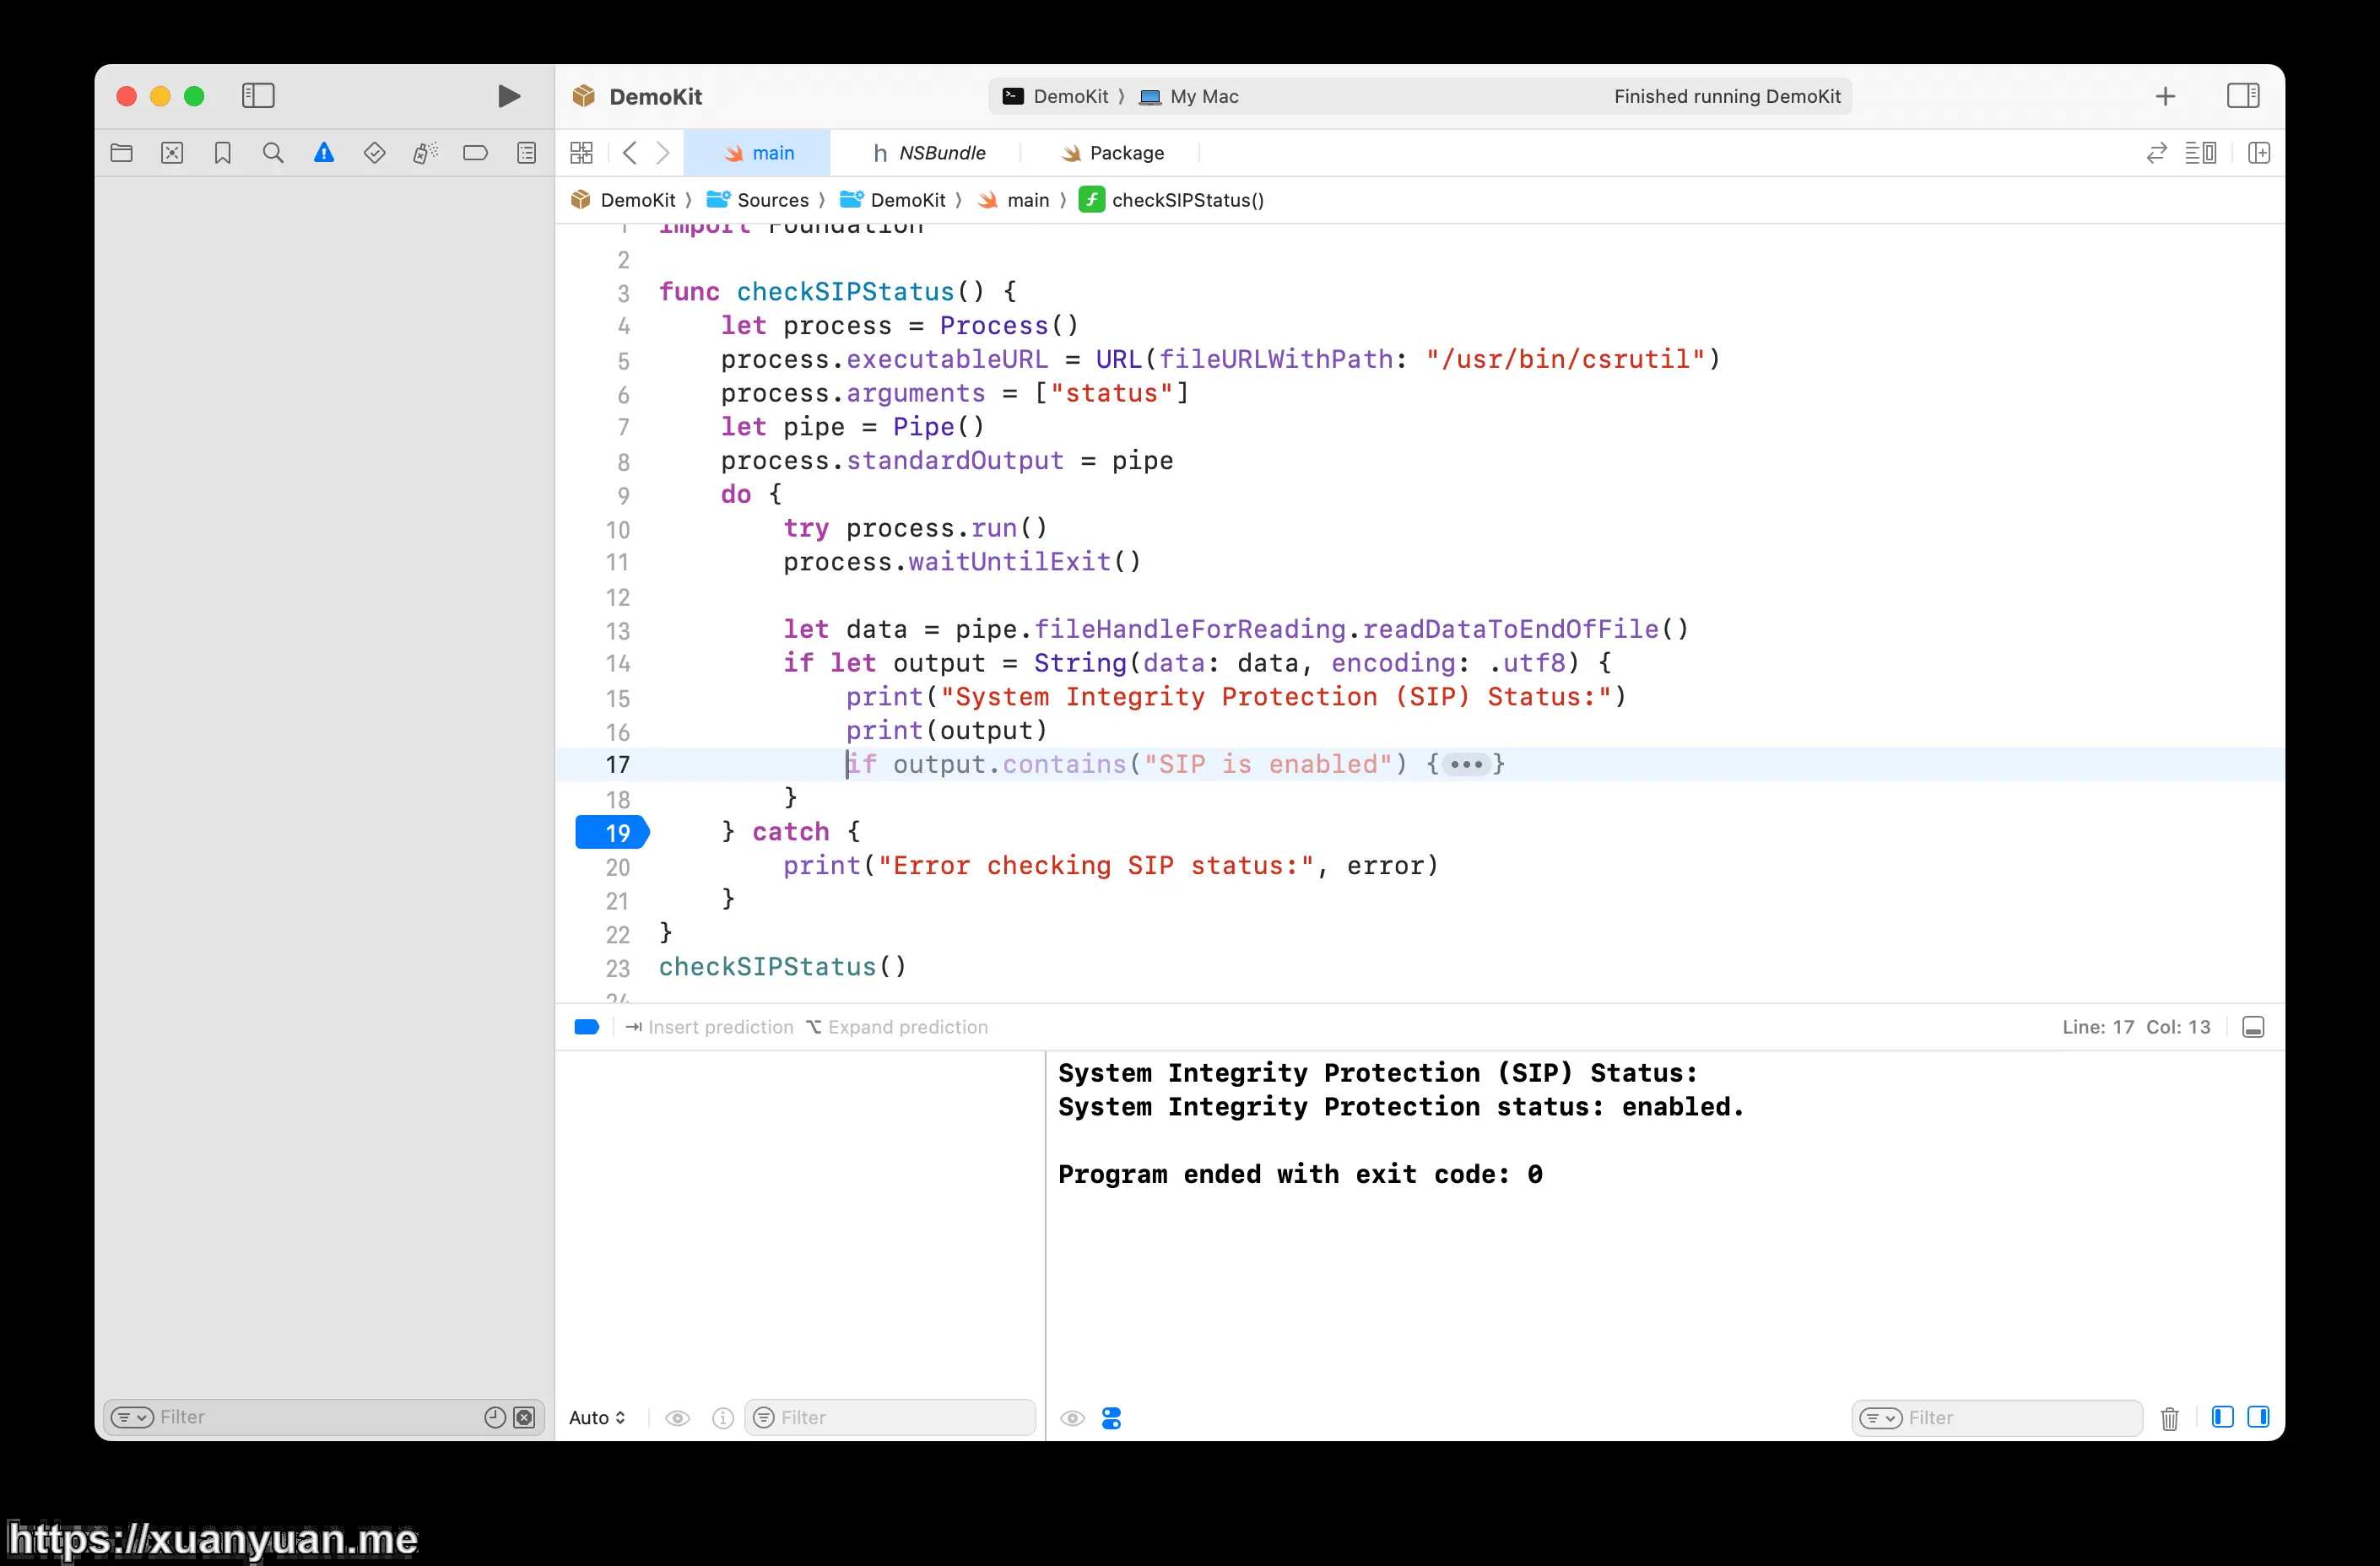 DemoKit
DemoKit ⟩ My Mac
Finished running DemoKit
main
h NSBundle
Package
DemoKit ⟩ Sources ⟩ DemoKit ⟩ main ⟩ f checkSIPStatus()
1 import Foundation
2
3 func checkSIPStatus() {
4 let process = Process()
5 process.executableURL = URL(fileURLWithPath: "/usr/bin/csrutil")
6 process.arguments = ["status"]
7 let pipe = Pipe()
8 process.standardOutput = pipe
9 do {
10 try process.run()
11 process.waitUntilExit()
12
13 let data = pipe.fileHandleForReading.readDataToEndOfFile()
14 if let output = String(data: data, encoding: .utf8) {
15 print("System Integrity Protection (SIP) Status:")
16 print(output)
17 if output.contains("SIP is enabled") {•••}
18 }
19 } catch {
20 print("Error checking SIP status:", error)
21 }
22 }
23 checkSIPStatus()
24
Insert prediction ⌥ Expand prediction
Line: 17 Col: 13
System Integrity Protection (SIP) Status:
System Integrity Protection status: enabled.
Program ended with exit code: 0
Filter
Auto
Filter
Filter
https://xuanyuan.me